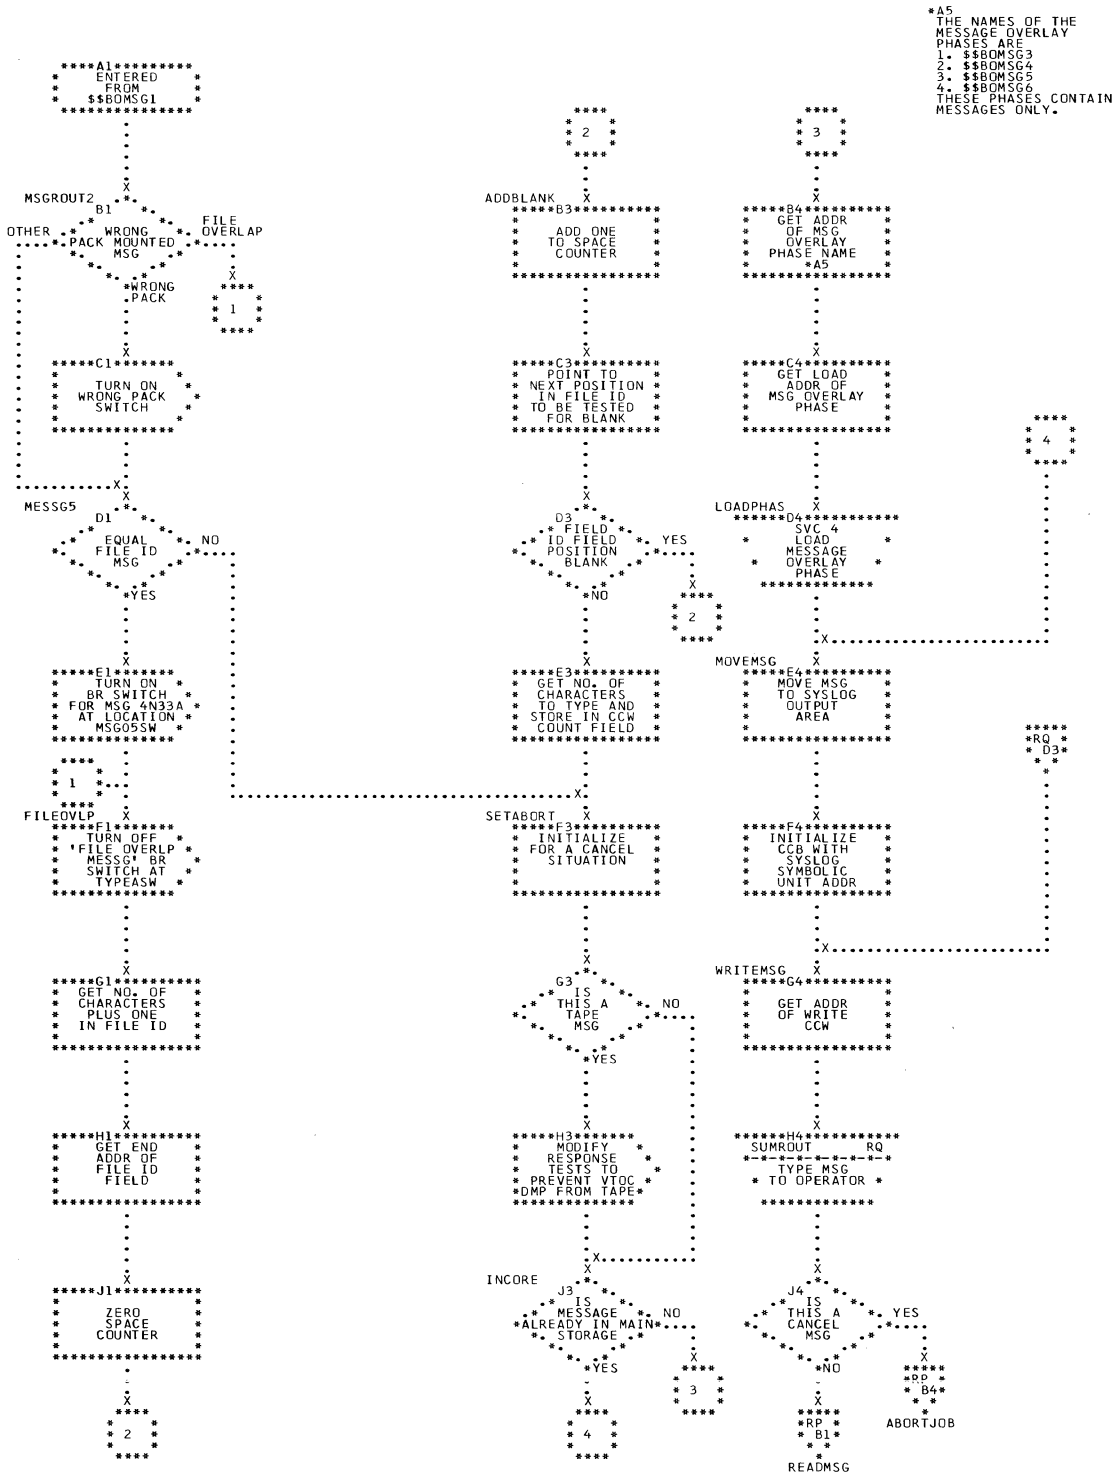 *A5
THE NAMES OF THE
MESSAGE OVERLAY
PHASES ARE
1. $$BOMSG3
2. $$BOMSG4
3. $$BOMSG5
4. $$BOMSG6
THESE PHASES CONTAIN
MESSAGES ONLY.
A1
ENTERED
FROM
$$BOMSG1
MSGROUT2
B1
WRONG
PACK MOUNTED
MSG
OTHER
FILE
OVERLAP
WRONG
PACK
1
C1
TURN ON
WRONG PACK
SWITCH
MESSG5
D1
EQUAL
FILE ID
MSG
NO
YES
E1
TURN ON
BR SWITCH
FOR MSG 4N33A
AT LOCATION
MSG05SW
1
FILEOVLP
F1
TURN OFF
'FILE OVERLP
MESSG' BR
SWITCH AT
TYPEASW
G1
GET NO. OF
CHARACTERS
PLUS ONE
IN FILE ID
H1
GET END
ADDR OF
FILE ID
FIELD
J1
ZERO
SPACE
COUNTER
2
2
ADDBLANK
B3
ADD ONE
TO SPACE
COUNTER
C3
POINT TO
NEXT POSITION
IN FILE ID
TO BE TESTED
FOR BLANK
D3
FIELD
ID FIELD
POSITION
BLANK
YES
2
NO
E3
GET NO. OF
CHARACTERS
TO TYPE AND
STORE IN CCW
COUNT FIELD
SETABORT
F3
INITIALIZE
FOR A CANCEL
SITUATION
G3
IS
THIS A
TAPE
MSG
NO
YES
H3
MODIFY
RESPONSE
TESTS TO
PREVENT VTOC
DMP FROM TAPE
INCORE
J3
IS
MESSAGE
ALREADY IN MAIN
STORAGE
NO
3
YES
4
3
B4
GET ADDR
OF MSG
OVERLAY
PHASE NAME
*A5
C4
GET LOAD
ADDR OF
MSG OVERLAY
PHASE
4
LOADPHAS
D4
SVC 4
LOAD
MESSAGE
OVERLAY
PHASE
MOVEMSG
E4
MOVE MSG
TO SYSLOG
OUTPUT
AREA
RQ
D3
F4
INITIALIZE
CCB WITH
SYSLOG
SYMBOLIC
UNIT ADDR
WRITEMSG
G4
GET ADDR
OF WRITE
CCW
H4
SUMROUT RQ
TYPE MSG
TO OPERATOR
J4
IS
THIS A
CANCEL
MSG
YES
RP
B4
ABORTJOB
NO
RP
B1
READMSG